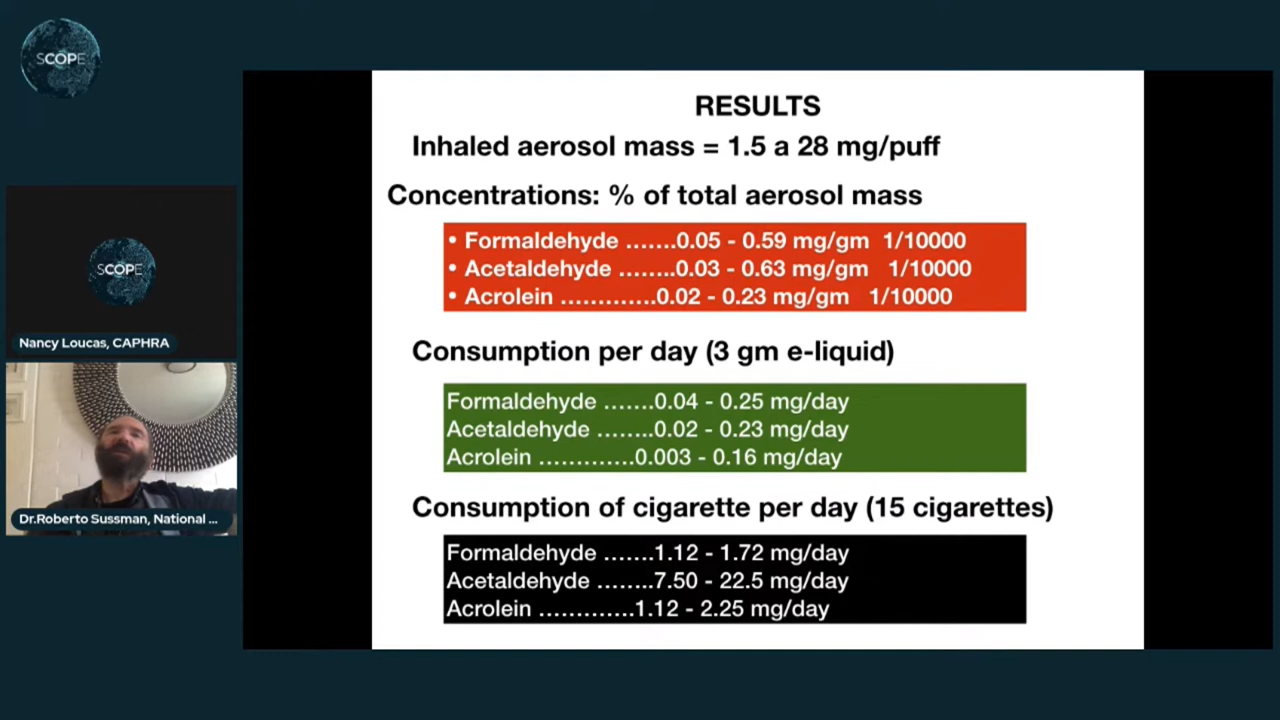 SCOPE
RESULTS
Inhaled aerosol mass = 1.5 a 28 mg/puff
Concentrations: % of total aerosol mass
• Formaldehyde …….0.05 - 0.59 mg/gm 1/10000
• Acetaldehyde ……..0.03 - 0.63 mg/gm 1/10000
• Acrolein ………….0.02 - 0.23 mg/gm 1/10000
Consumption per day (3 gm e-liquid)
Formaldehyde …….0.04 - 0.25 mg/day
Acetaldehyde ……..0.02 - 0.23 mg/day
Acrolein ………….0.003 - 0.16 mg/day
Consumption of cigarette per day (15 cigarettes)
Formaldehyde …….1.12 - 1.72 mg/day
Acetaldehyde ……..7.50 - 22.5 mg/day
Acrolein ………….1.12 - 2.25 mg/day
SCOPE
Nancy Loucas, CAPHRA
Dr.Roberto Sussman, National ...